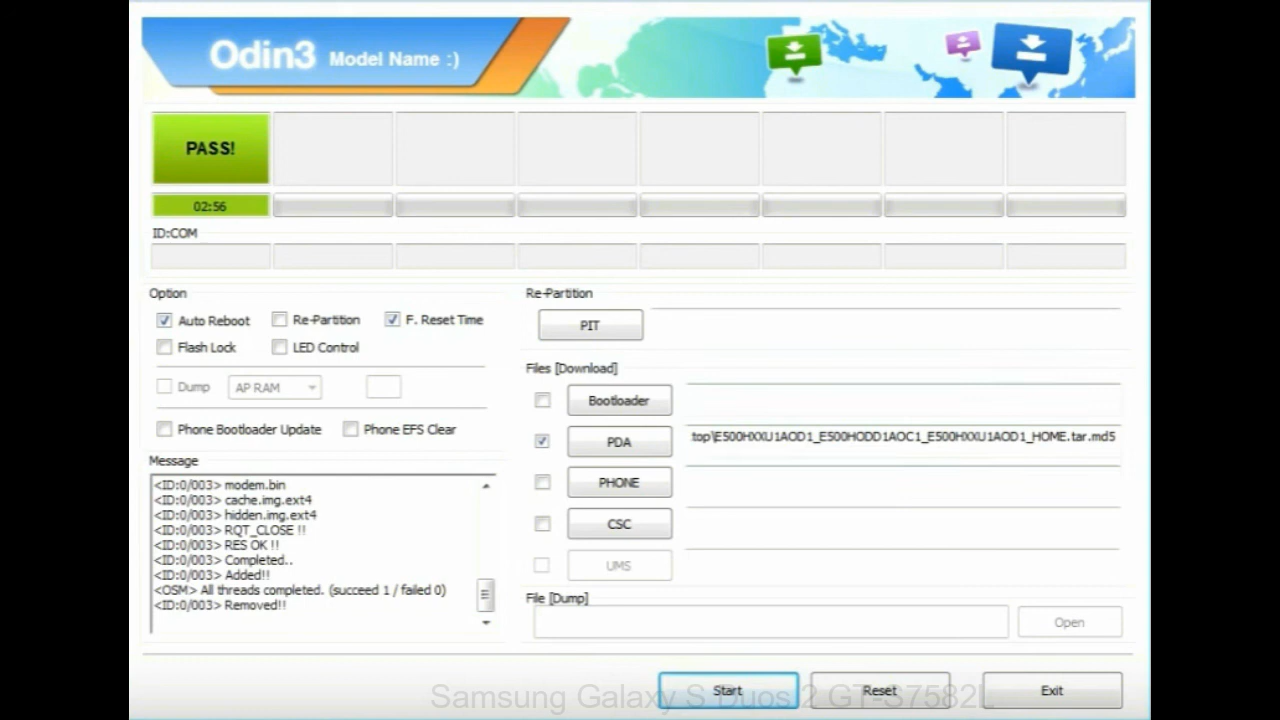 Odin3 Model Name :)
PASS!
02:56
ID:COM
Option
Auto Reboot Re-Partition F. Reset Time
Flash Lock LED Control
Dump AP RAM
Phone Bootloader Update Phone EFS Clear
Message
<ID:0/003> modem.bin
<ID:0/003> cache.img.ext4
<ID:0/003> hidden.img.ext4
<ID:0/003> RQT_CLOSE !!
<ID:0/003> RES OK !!
<ID:0/003> Completed..
<ID:0/003> Added!!
<OSM> All threads completed. (succeed 1 / failed 0)
<ID:0/003> Removed!!
Re-Partition
PIT
Files [Download]
Bootloader
PDA top\E500HXXU1AOD1_E500HODD1AOC1_E500HXXU1AOD1_HOME.tar.md5
PHONE
CSC
UMS
File [Dump]
Open
Start Reset Exit
Samsung Galaxy S Duos 2 GT-S7582L